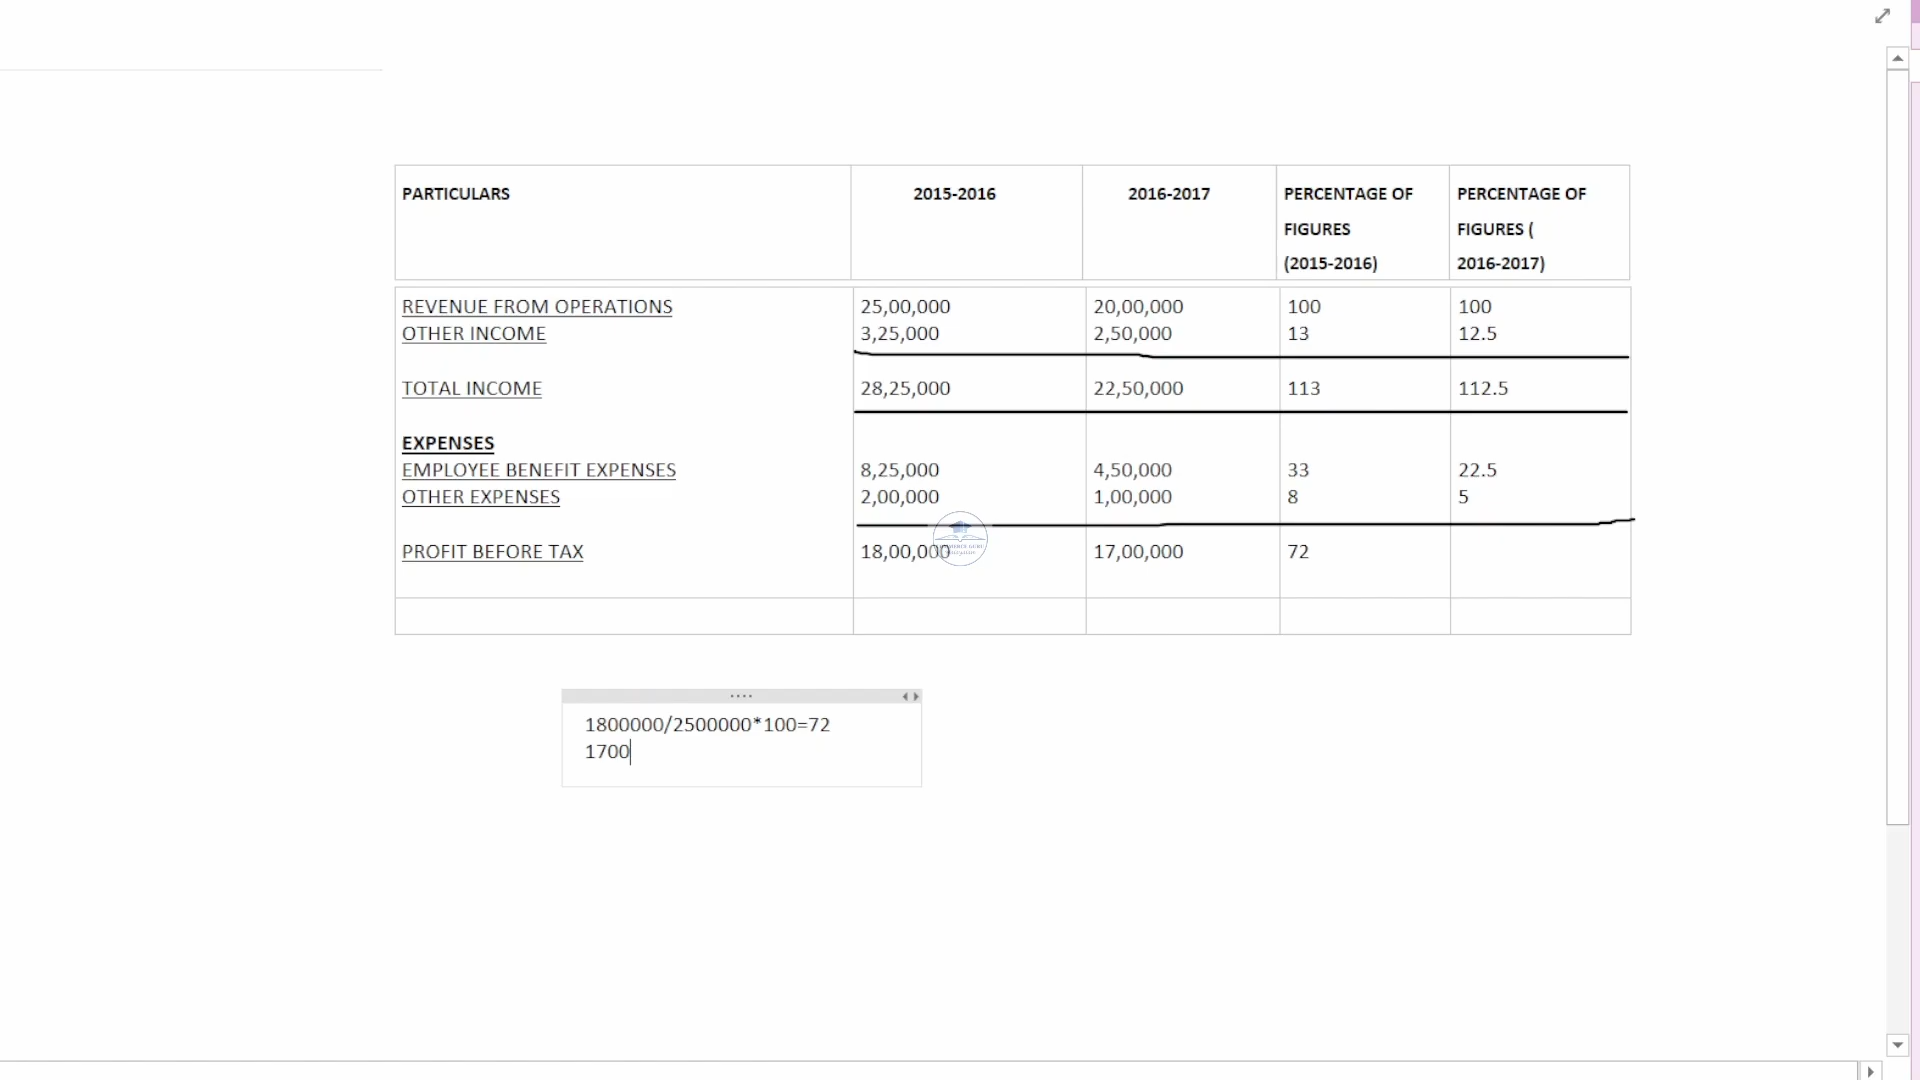 PARTICULARS 2015-2016 2016-2017 PERCENTAGE OF PERCENTAGE OF
FIGURES FIGURES (
(2015-2016) 2016-2017)
REVENUE FROM OPERATIONS 25,00,000 20,00,000 100 100
OTHER INCOME 3,25,000 2,50,000 13 12.5
TOTAL INCOME 28,25,000 22,50,000 113 112.5
EXPENSES
EMPLOYEE BENEFIT EXPENSES 8,25,000 4,50,000 33 22.5
OTHER EXPENSES 2,00,000 1,00,000 8 5
PROFIT BEFORE TAX 18,00,000 17,00,000 72
1800000/2500000*100=72
1700